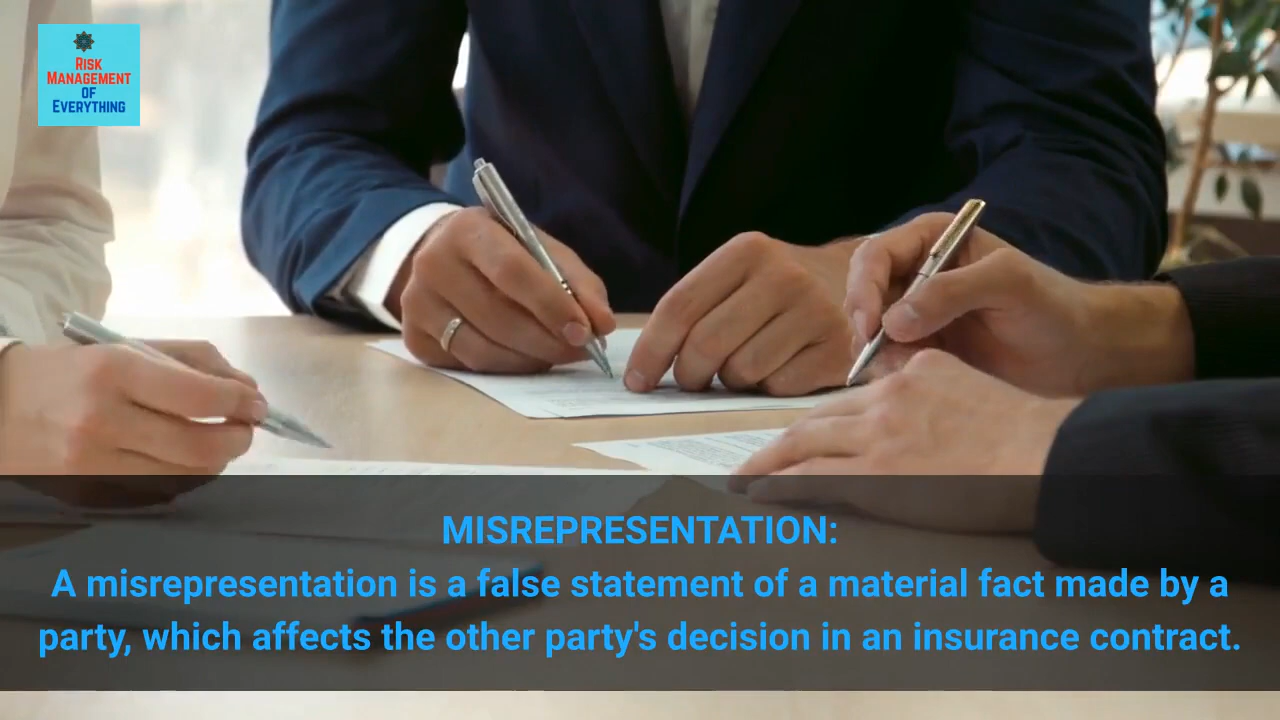 RISK
MANAGEMENT
OF
EVERYTHING
MISREPRESENTATION:
A misrepresentation is a false statement of a material fact made by a
party, which affects the other party's decision in an insurance contract.